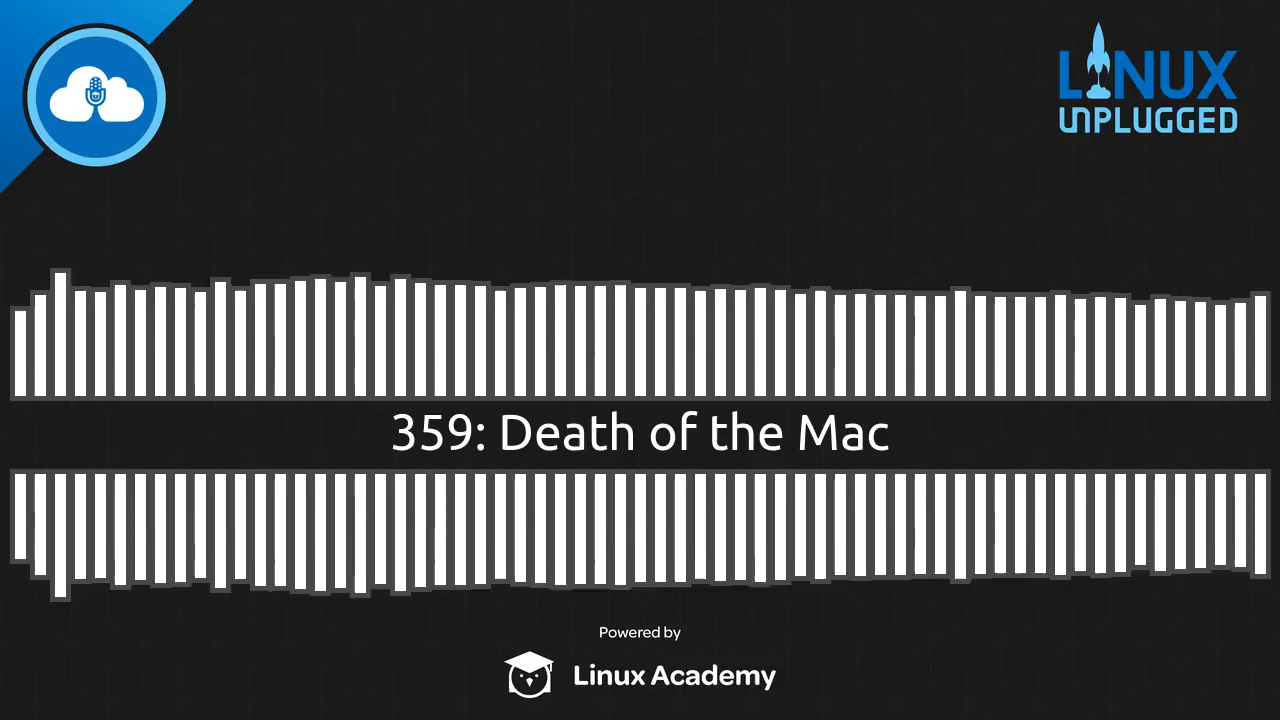 LINUX
UNPLUGGED
359: Death of the Mac
Powered by
Linux Academy